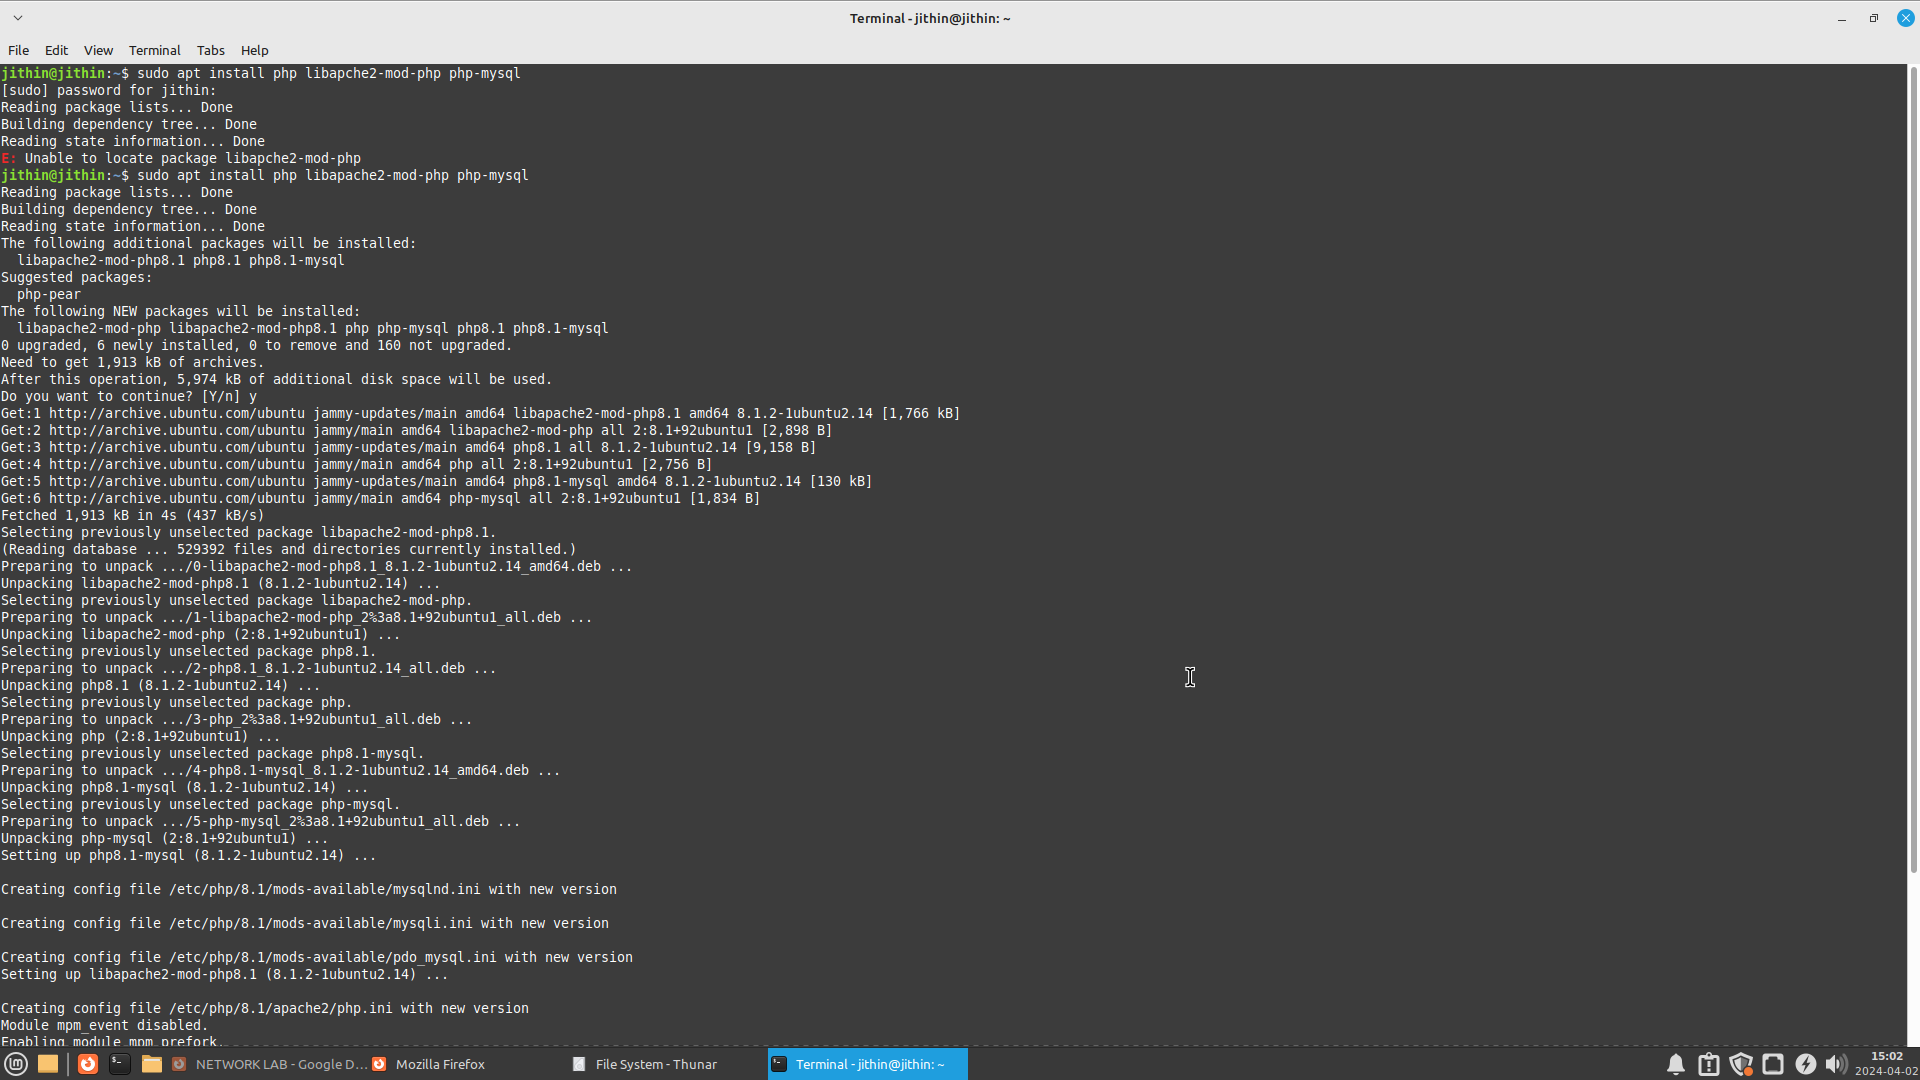 Terminal - jithin@jithin: ~
File Edit View Terminal Tabs Help
jithin@jithin:~$ sudo apt install php libapche2-mod-php php-mysql
[sudo] password for jithin:
Reading package lists... Done
Building dependency tree... Done
Reading state information... Done
E: Unable to locate package libapche2-mod-php
jithin@jithin:~$ sudo apt install php libapache2-mod-php php-mysql
Reading package lists... Done
Building dependency tree... Done
Reading state information... Done
The following additional packages will be installed:
  libapache2-mod-php8.1 php8.1 php8.1-mysql
Suggested packages:
  php-pear
The following NEW packages will be installed:
  libapache2-mod-php libapache2-mod-php8.1 php php-mysql php8.1 php8.1-mysql
0 upgraded, 6 newly installed, 0 to remove and 160 not upgraded.
Need to get 1,913 kB of archives.
After this operation, 5,974 kB of additional disk space will be used.
Do you want to continue? [Y/n] y
Get:1 http://archive.ubuntu.com/ubuntu jammy-updates/main amd64 libapache2-mod-php8.1 amd64 8.1.2-1ubuntu2.14 [1,766 kB]
Get:2 http://archive.ubuntu.com/ubuntu jammy/main amd64 libapache2-mod-php all 2:8.1+92ubuntu1 [2,898 B]
Get:3 http://archive.ubuntu.com/ubuntu jammy-updates/main amd64 php8.1 all 8.1.2-1ubuntu2.14 [9,158 B]
Get:4 http://archive.ubuntu.com/ubuntu jammy/main amd64 php all 2:8.1+92ubuntu1 [2,756 B]
Get:5 http://archive.ubuntu.com/ubuntu jammy-updates/main amd64 php8.1-mysql amd64 8.1.2-1ubuntu2.14 [130 kB]
Get:6 http://archive.ubuntu.com/ubuntu jammy/main amd64 php-mysql all 2:8.1+92ubuntu1 [1,834 B]
Fetched 1,913 kB in 4s (437 kB/s)
Selecting previously unselected package libapache2-mod-php8.1.
(Reading database ... 529392 files and directories currently installed.)
Preparing to unpack .../0-libapache2-mod-php8.1_8.1.2-1ubuntu2.14_amd64.deb ...
Unpacking libapache2-mod-php8.1 (8.1.2-1ubuntu2.14) ...
Selecting previously unselected package libapache2-mod-php.
Preparing to unpack .../1-libapache2-mod-php_2%3a8.1+92ubuntu1_all.deb ...
Unpacking libapache2-mod-php (2:8.1+92ubuntu1) ...
Selecting previously unselected package php8.1.
Preparing to unpack .../2-php8.1_8.1.2-1ubuntu2.14_all.deb ...
Unpacking php8.1 (8.1.2-1ubuntu2.14) ...
Selecting previously unselected package php.
Preparing to unpack .../3-php_2%3a8.1+92ubuntu1_all.deb ...
Unpacking php (2:8.1+92ubuntu1) ...
Selecting previously unselected package php8.1-mysql.
Preparing to unpack .../4-php8.1-mysql_8.1.2-1ubuntu2.14_amd64.deb ...
Unpacking php8.1-mysql (8.1.2-1ubuntu2.14) ...
Selecting previously unselected package php-mysql.
Preparing to unpack .../5-php-mysql_2%3a8.1+92ubuntu1_all.deb ...
Unpacking php-mysql (2:8.1+92ubuntu1) ...
Setting up php8.1-mysql (8.1.2-1ubuntu2.14) ...
Creating config file /etc/php/8.1/mods-available/mysqlnd.ini with new version
Creating config file /etc/php/8.1/mods-available/mysqli.ini with new version
Creating config file /etc/php/8.1/mods-available/pdo_mysql.ini with new version
Setting up libapache2-mod-php8.1 (8.1.2-1ubuntu2.14) ...
Creating config file /etc/php/8.1/apache2/php.ini with new version
Module mpm_event disabled.
Enabling module mpm_prefork.
NETWORK LAB - Google D... Mozilla Firefox File System - Thunar Terminal - jithin@jithin: ~ 15:02
2024-04-02